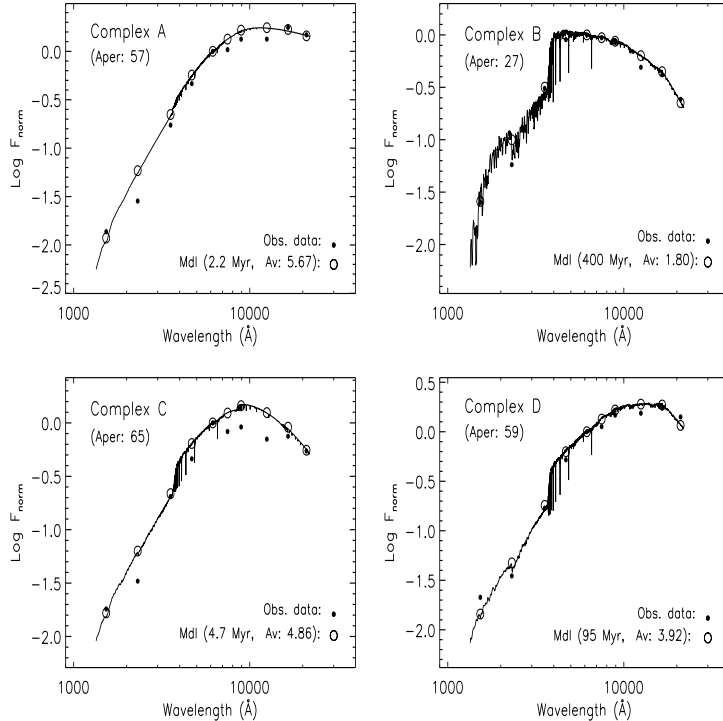 Complex A
(Aper: 57)
0.0
−0.5
−1.0
−1.5
−2.0
−2.5
Log F_norm
Obs. data:
Mdl (2.2 Myr, Av: 5.67):
1000
10000
Wavelength (Å)
Complex B
(Aper: 27)
0.0
−0.5
−1.0
−1.5
−2.0
Log F_norm
Obs. data:
Mdl (400 Myr, Av: 1.80)
1000
10000
Wavelength (Å)
Complex C
(Aper: 65)
0.0
−0.5
−1.0
−1.5
−2.0
Log F_norm
Obs. data:
Mdl (4.7 Myr, Av: 4.86):
1000
10000
Wavelength (Å)
Complex D
(Aper: 59)
0.5
0.0
−0.5
−1.0
−1.5
−2.0
Log F_norm
Obs. data:
Mdl (95 Myr, Av: 3.92)
1000
10000
Wavelength (Å)